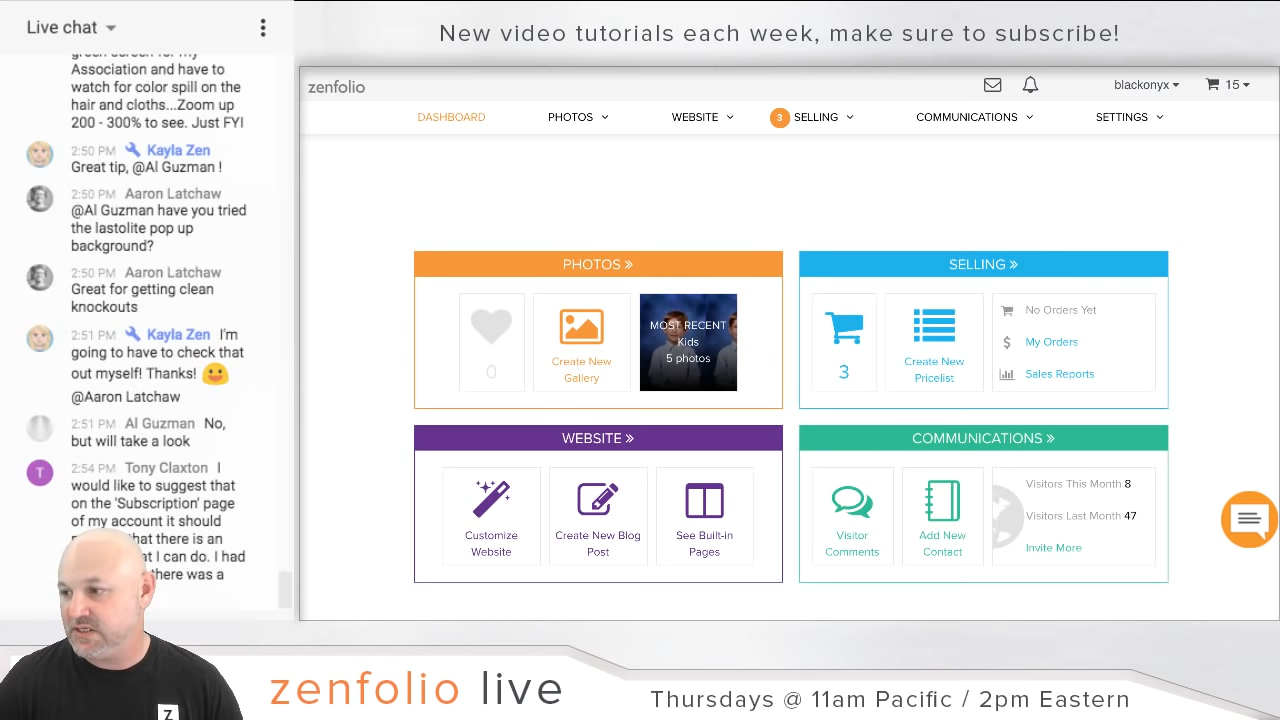 Live chat
green screen for my
Association and have to
watch for color spill on the
hair and cloths...Zoom up
200 - 300% to see. Just FYI
2:50 PM Kayla Zen
Great tip, @Al Guzman !
2:50 PM Aaron Latchaw
@Al Guzman have you tried
the lastolite pop up
background?
2:50 PM Aaron Latchaw
Great for getting clean
knockouts
2:51 PM Kayla Zen I'm
going to have to check that
out myself! Thanks!
@Aaron Latchaw
2:51 PM Al Guzman No,
but will take a look
T
2:54 PM Tony Claxton I
would like to suggest that
on the 'Subscription' page
of my account it should
that there is an
I can do. I had
there was a
Z
New video tutorials each week, make sure to subscribe!
zenfolio
blackonyx
15
DASHBOARD
PHOTOS
WEBSITE
3 SELLING
COMMUNICATIONS
SETTINGS
PHOTOS »
0
Create New
Gallery
MOST RECENT
Kids
5 photos
SELLING »
3
Create New
Pricelist
No Orders Yet
$ My Orders
Sales Reports
WEBSITE »
Customize
Website
Create New Blog
Post
See Built-in
Pages
COMMUNICATIONS »
Visitor
Comments
Add New
Contact
Visitors This Month 8
Visitors Last Month 47
Invite More
zenfolio live
Thursdays @ 11am Pacific / 2pm Eastern